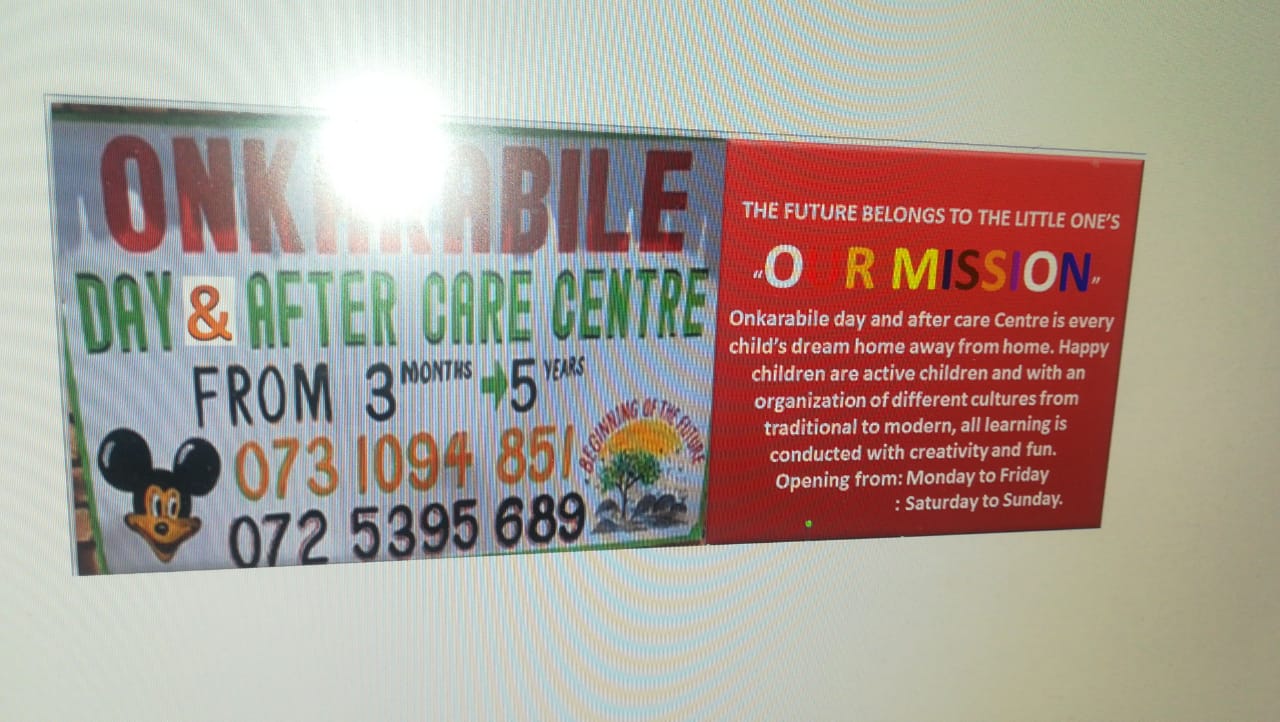 ONKARABILE
DAY & AFTER CARE CENTRE
FROM 3 MONTHS 5 YEARS
073 1094 851
072 5395 689
BEGINNING OF THE FUTURE
THE FUTURE BELONGS TO THE LITTLE ONE'S
"OUR MISSION"
Onkarabile day and after care Centre is every
child's dream home away from home. Happy
children are active children and with an
organization of different cultures from
traditional to modern, all learning is
conducted with creativity and fun.
Opening from: Monday to Friday
: Saturday to Sunday.